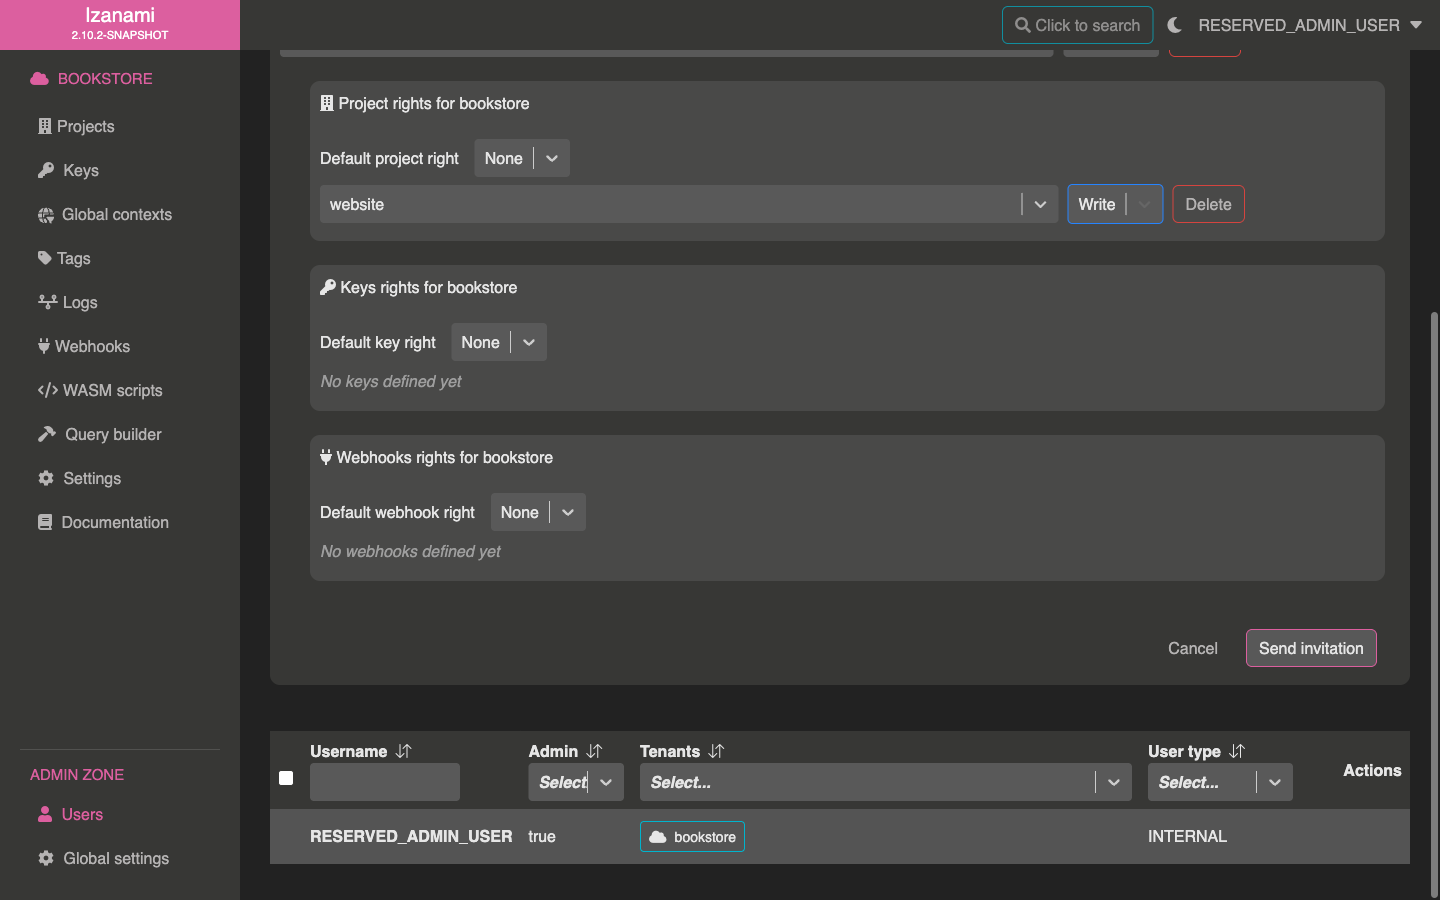 Izanami
2.10.2-SNAPSHOT
Click to search
RESERVED_ADMIN_USER
BOOKSTORE
Projects
Keys
Global contexts
Tags
Logs
Webhooks
WASM scripts
Query builder
Settings
Documentation
ADMIN ZONE
Users
Global settings
Project rights for bookstore
Default project right None
website Write Delete
Keys rights for bookstore
Default key right None
No keys defined yet
Webhooks rights for bookstore
Default webhook right None
No webhooks defined yet
Cancel Send invitation
Username Admin Tenants User type Actions
Select Select... Select...
RESERVED_ADMIN_USER true bookstore INTERNAL